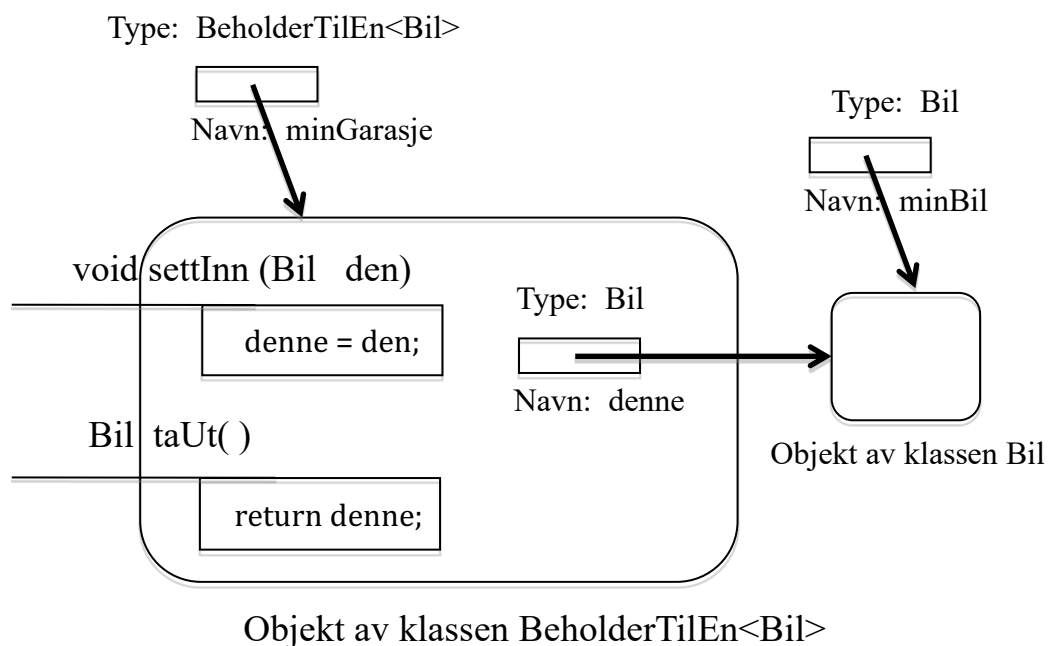 Type: BeholderTilEn<Bil>
Navn: minGarasje
Type: Bil
Navn: minBil
void settInn (Bil den)
denne = den;
Type: Bil
Navn: denne
Bil taUt( )
return denne;
Objekt av klassen Bil
Objekt av klassen BeholderTilEn<Bil>